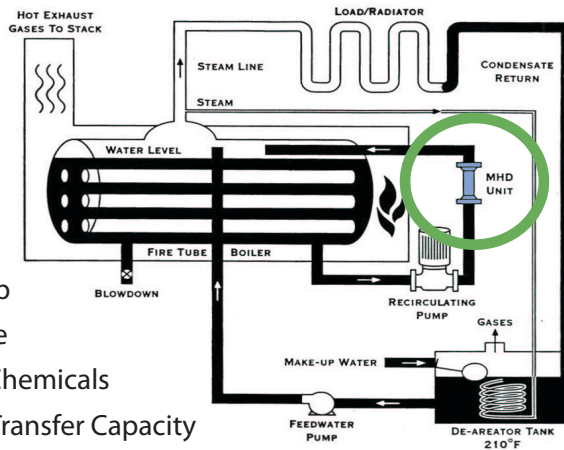 HOT EXHAUST
GASES TO STACK
LOAD/RADIATOR
STEAM LINE
CONDENSATE
RETURN
STEAM
WATER LEVEL
MHD
UNIT
FIRE TUBE BOILER
BLOWDOWN
RECIRCULATING
PUMP
GASES
MAKE-UP WATER
Chemicals
Transfer Capacity
FEEDWATER
PUMP
DE-AREATOR TANK
210°F